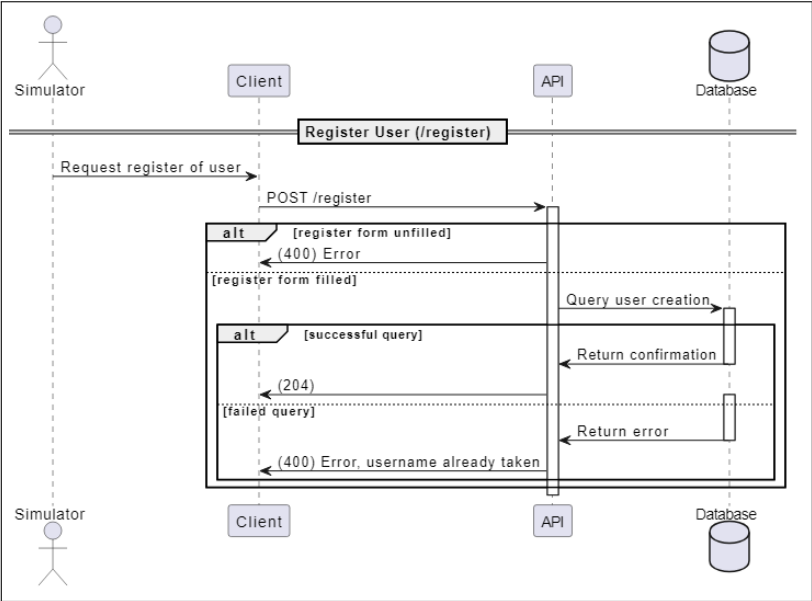 Simulator
Client
API
Database
Register User (/register)
Request register of user
POST /register
alt [register form unfilled]
(400) Error
[register form filled]
Query user creation
alt [successful query]
Return confirmation
(204)
[failed query]
Return error
(400) Error, username already taken
Simulator
Client
API
Database